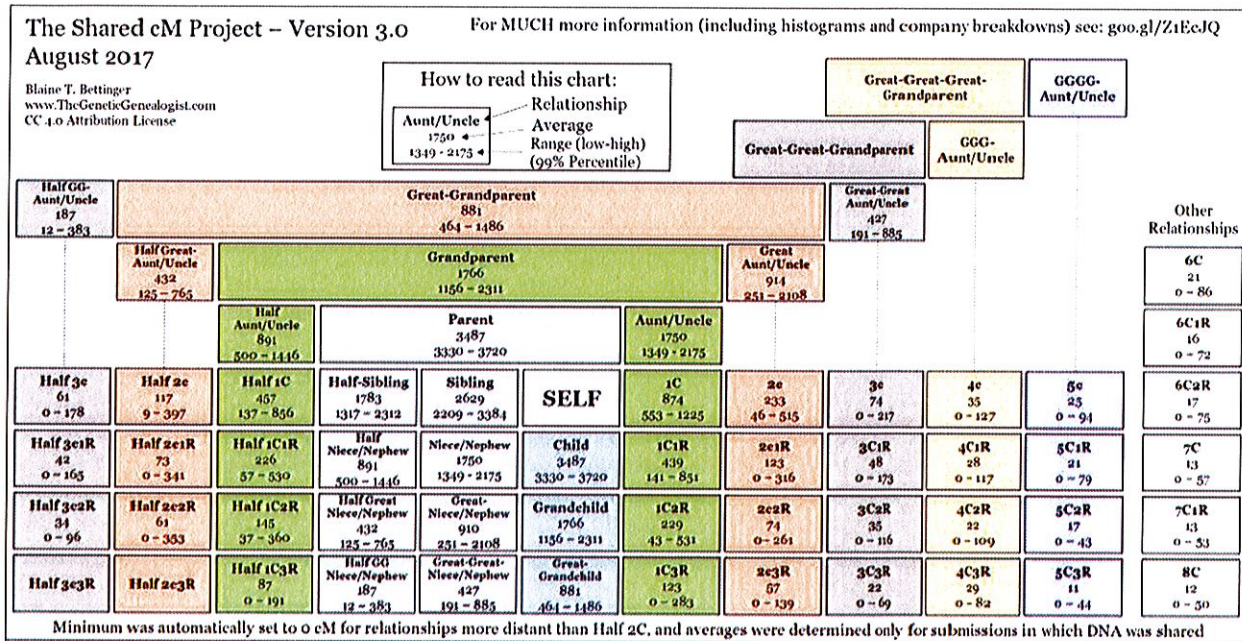 The Shared cM Project – Version 3.0
August 2017
For MUCH more information (including histograms and company breakdowns) see: goo.gl/Z1EcJQ
Blaine T. Bettinger
www.TheGeneticGenealogist.com
CC 4.0 Attribution License
How to read this chart:
Aunt/Uncle
1750
1349 - 2175
Relationship
Average
Range (low-high)
(99% Percentile)
Great-Great-Great-
Grandparent
GGGG-
Aunt/Uncle
Great-Great-Grandparent
GGG-
Aunt/Uncle
Half GG-
Aunt/Uncle
187
12 – 383
Great-Grandparent
881
464 – 1486
Great-Great
Aunt/Uncle
427
191 – 885
Other
Relationships
Half Great-
Aunt/Uncle
432
125 – 765
Grandparent
1766
1156 – 2311
Great
Aunt/Uncle
914
251 – 2108
6C
21
0 – 86
Half
Aunt/Uncle
891
500 – 1446
Parent
3487
3330 – 3720
Aunt/Uncle
1750
1349 - 2175
6C1R
16
0 – 72
Half 3c
61
0 – 178
Half 2c
117
9 – 397
Half 1C
457
137 – 856
Half-Sibling
1783
1317 – 2312
Sibling
2629
2209 – 3384
SELF
1C
874
553 – 1225
2c
233
46 – 515
3c
74
0 – 217
4c
35
0 – 127
5c
25
0 – 94
6C2R
17
0 – 75
Half 3c1R
42
0 – 165
Half 2c1R
73
0 – 341
Half 1C1R
226
57 – 530
Half
Niece/Nephew
891
500 – 1446
Niece/Nephew
1750
1349 – 2175
Child
3487
3330 – 3720
1C1R
439
141 – 851
2c1R
123
0 – 316
3C1R
48
0 – 173
4C1R
28
0 – 117
5C1R
21
0 – 79
7C
13
0 – 57
Half 3c2R
34
0 – 96
Half 2c2R
61
0 – 353
Half 1C2R
145
37 – 360
Half Great
Niece/Nephew
432
125 – 765
Great-
Niece/Nephew
910
251 – 2108
Grandchild
1766
1156 – 2311
1C2R
229
43 – 531
2c2R
74
0 – 261
3C2R
35
0 – 116
4C2R
22
0 – 109
5C2R
17
0 – 43
7C1R
13
0 – 53
Half 3c3R
Half 2c3R
Half 1C3R
87
0 – 191
Half GG
Niece/Nephew
187
12 – 383
Great-Great-
Niece/Nephew
427
191 – 885
Great-
Grandchild
881
464 – 1486
1C3R
123
0 – 283
2c3R
57
0 – 139
3C3R
22
0 – 69
4C3R
29
0 – 82
5C3R
11
0 – 44
8C
12
0 – 50
Minimum was automatically set to 0 cM for relationships more distant than Half 2C, and averages were determined only for submissions in which DNA was shared